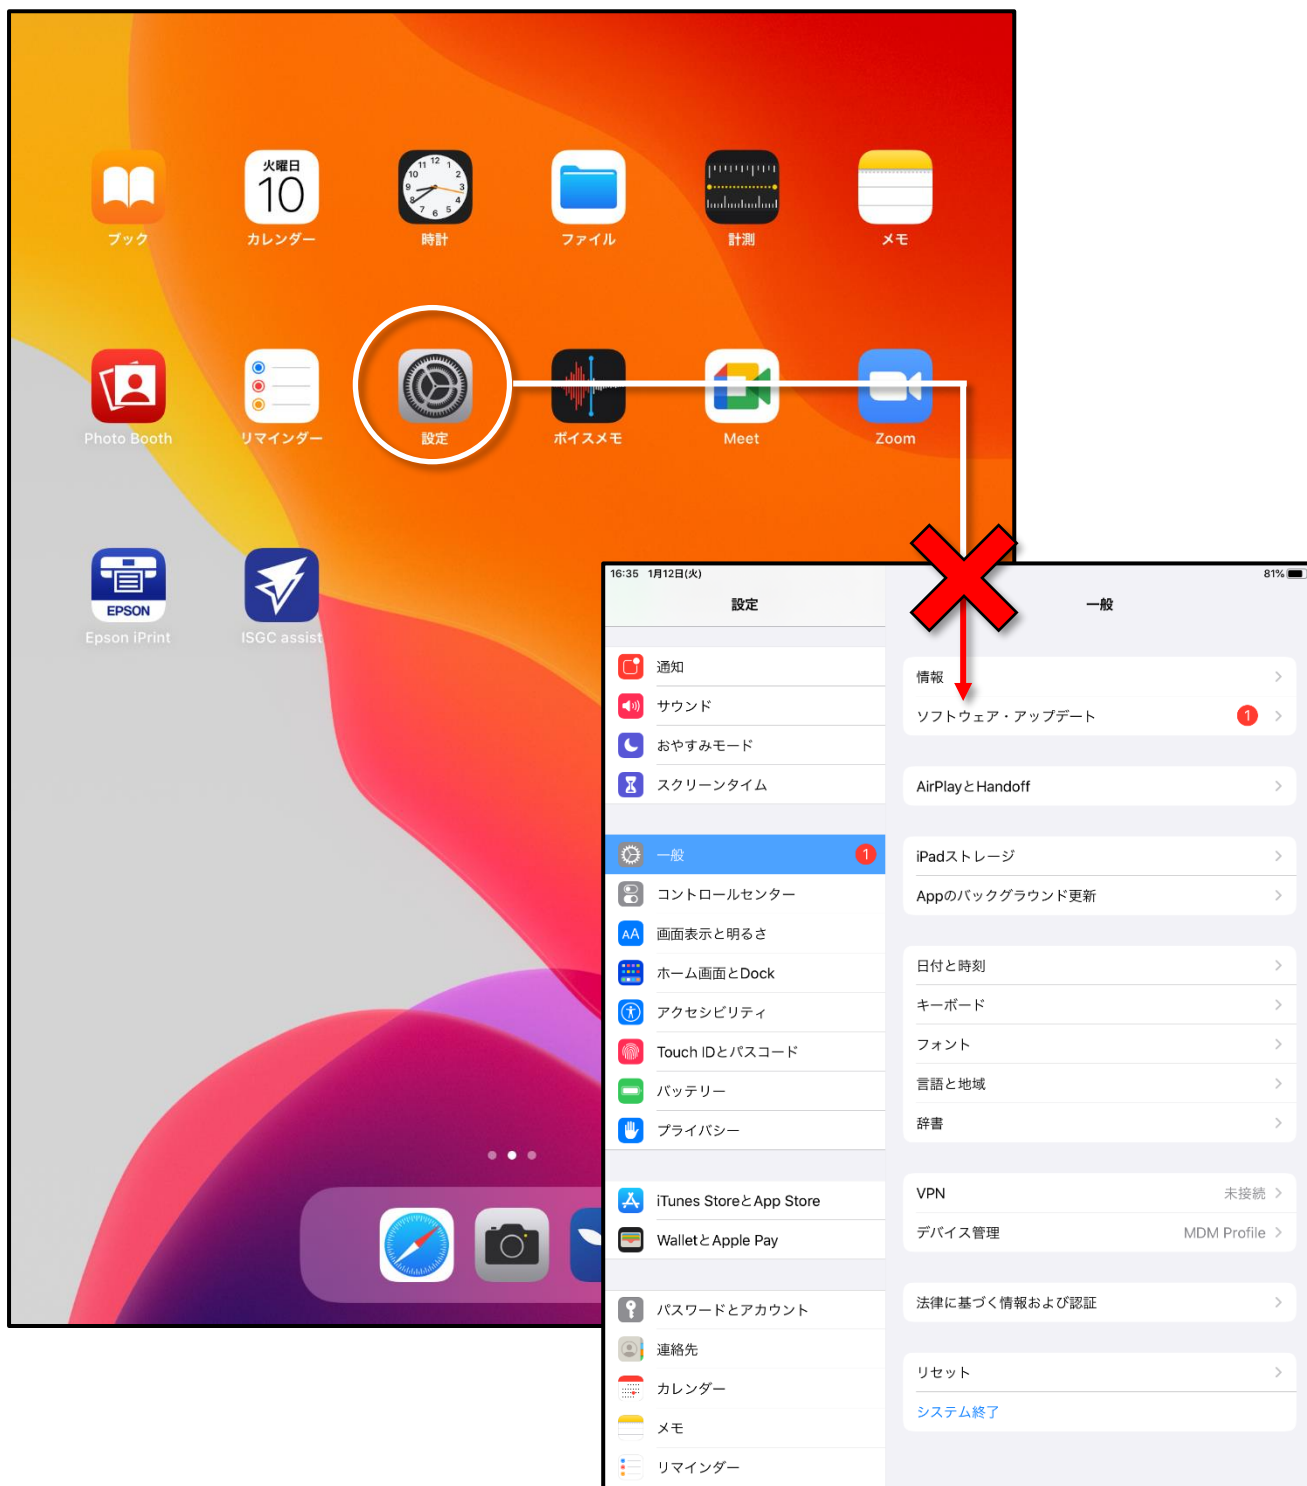 火曜日
10
11 12 1
10 2
9 3
8 4
7 6 5
ブック
カレンダー
時計
ファイル
計測
メモ
Photo Booth
リマインダー
設定
ボイスメモ
Meet
Zoom
EPSON
Epson iPrint
ISGC assist
16:35 1月12日(火)
81%
設定
一般
通知
サウンド
おやすみモード
スクリーンタイム
一般 1
コントロールセンター
AA 画面表示と明るさ
ホーム画面とDock
アクセシビリティ
Touch IDとパスコード
バッテリー
プライバシー
iTunes StoreとApp Store
WalletとApple Pay
パスワードとアカウント
連絡先
カレンダー
メモ
リマインダー
情報
ソフトウェア・アップデート 1
AirPlayとHandoff
iPadストレージ
Appのバックグラウンド更新
日付と時刻
キーボード
フォント
言語と地域
辞書
VPN 未接続
デバイス管理 MDM Profile
法律に基づく情報および認証
リセット
システム終了